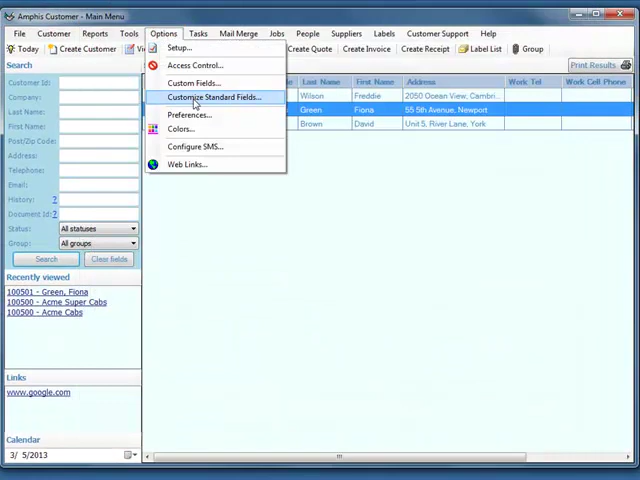 Amphis Customer - Main Menu
File Customer Reports Tools Options Tasks Mail Merge Jobs People Suppliers Labels Customer Support Help
Today Create Customer Create Quote Create Invoice Create Receipt Label List Group
Setup...
Access Control...
Custom Fields...
Customize Standard Fields...
Preferences...
Colors...
Configure SMS...
Web Links...
Search
Customer Id:
Company:
Last Name:
First Name:
Post/Zip Code:
Address:
Telephone:
Email:
History: ?
Document Id: ?
Status: All statuses
Group: All groups
Search Clear fields
Print Results
Last Name First Name Address Work Tel Work Cell Phone
Wilson Freddie 2050 Ocean View, Cambri...
Green Fiona 55 5th Avenue, Newport
Brown David Unit 5, River Lane, York
Recently viewed
100501 - Green, Fiona
100500 - Acme Super Cabs
100500 - Acme Cabs
Links
www.google.com
Calendar
3/ 5/2013